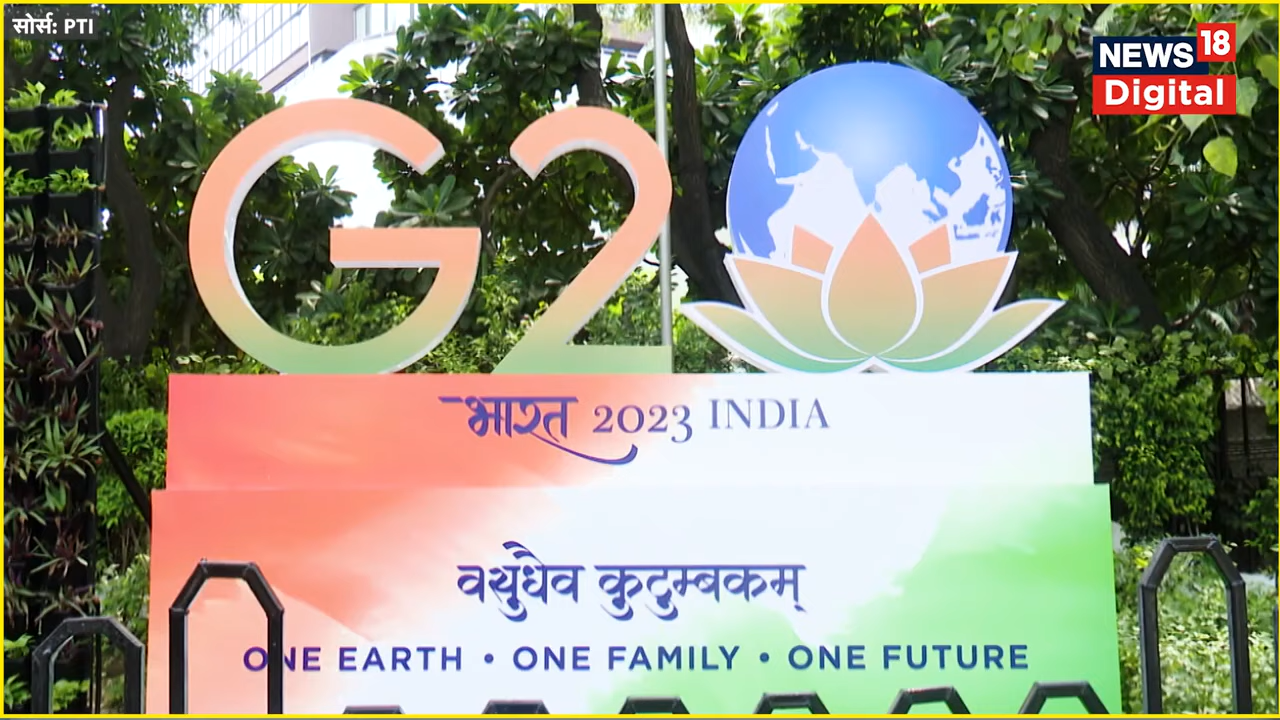 सोर्स: PTI
NEWS 18
Digital
G20
भारत 2023 INDIA
वसुधैव कुटुम्बकम्
ONE EARTH • ONE FAMILY • ONE FUTURE